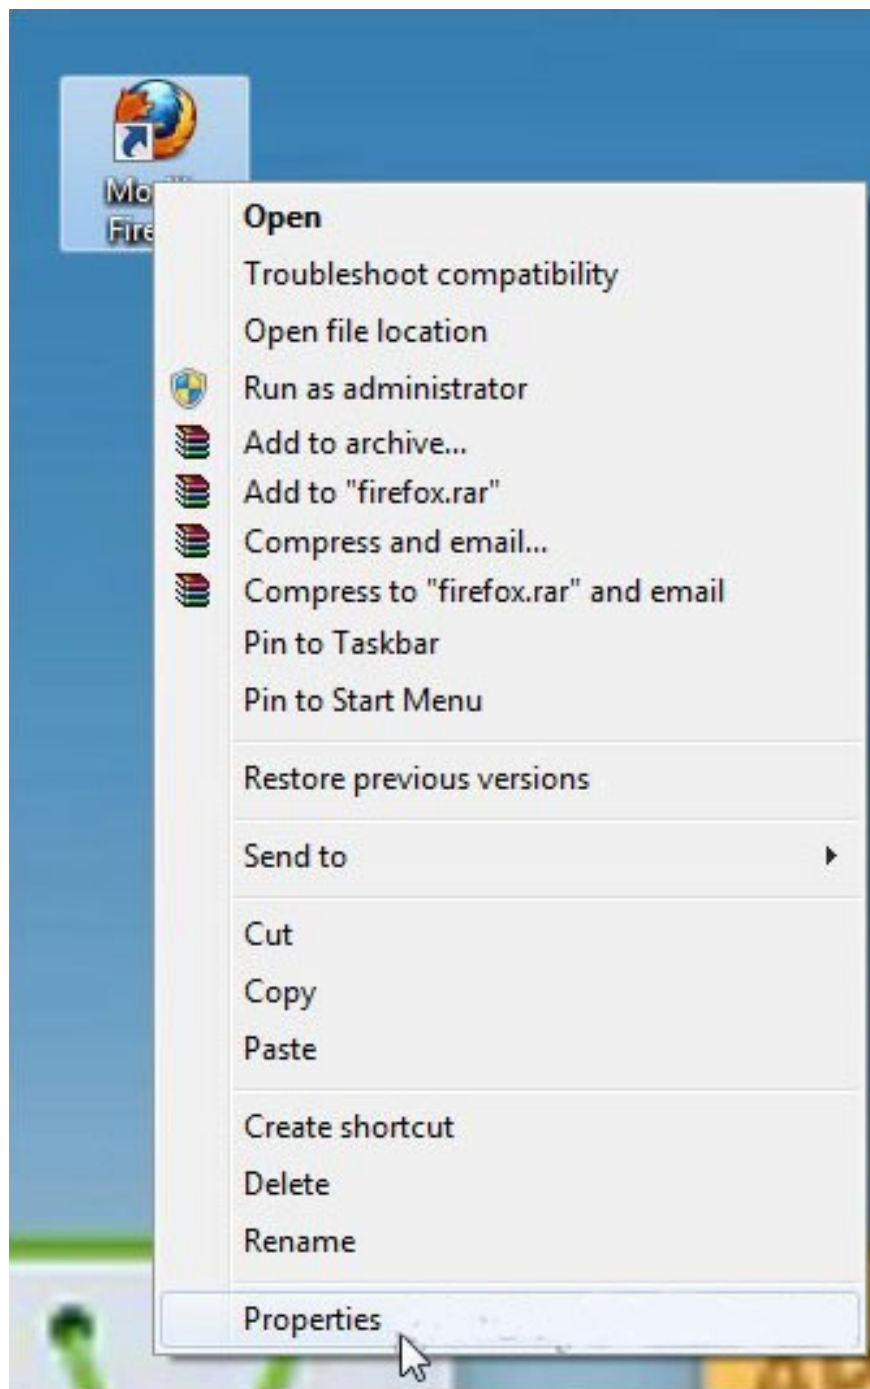 Mo
Fire
Open
Troubleshoot compatibility
Open file location
Run as administrator
Add to archive...
Add to "firefox.rar"
Compress and email...
Compress to "firefox.rar" and email
Pin to Taskbar
Pin to Start Menu
Restore previous versions
Send to
Cut
Copy
Paste
Create shortcut
Delete
Rename
Properties